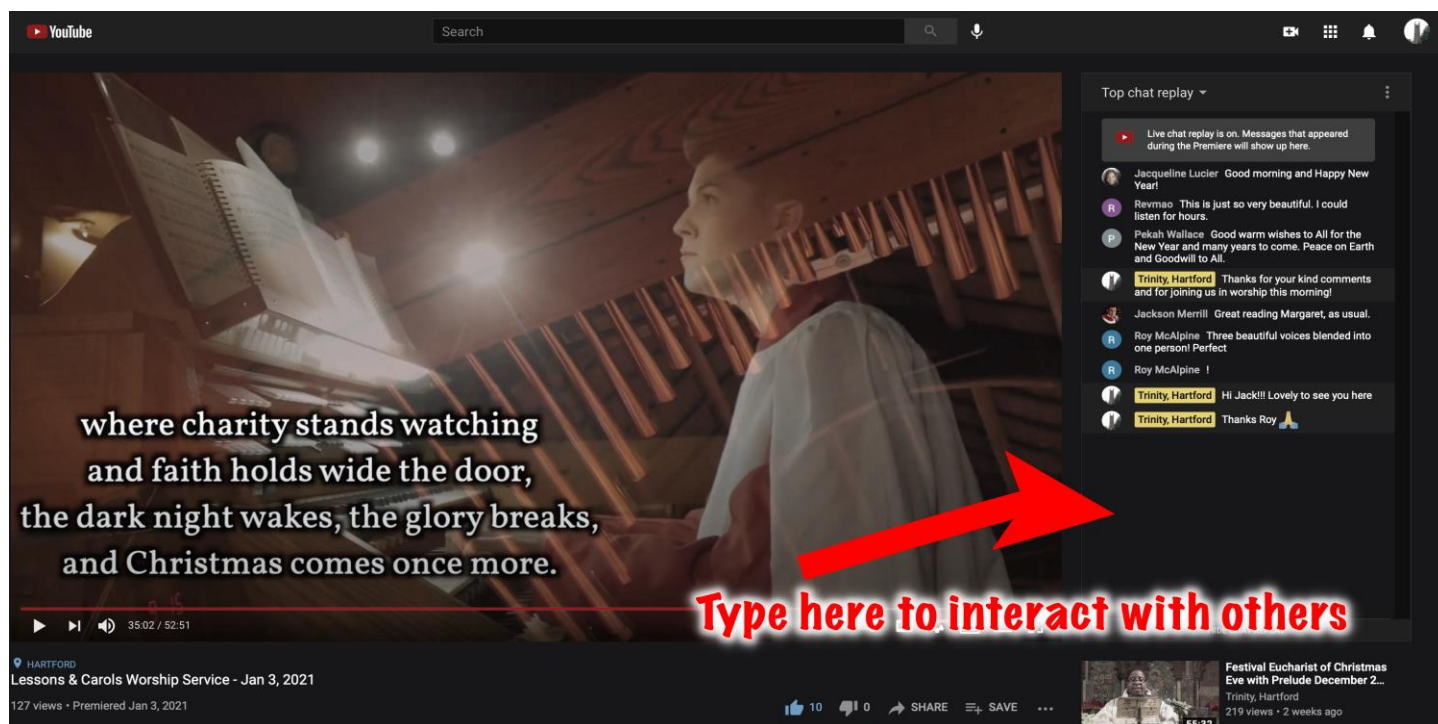 YouTube
Search
Top chat replay
Live chat replay is on. Messages that appeared
during the Premiere will show up here.
Jacqueline Lucier Good morning and Happy New
Year!
R Revmao This is just so very beautiful. I could
listen for hours.
P Pekah Wallace Good warm wishes to All for the
New Year and many years to come. Peace on Earth
and Goodwill to All.
Trinity, Hartford Thanks for your kind comments
and for joining us in worship this morning!
Jackson Merrill Great reading Margaret, as usual.
R Roy McAlpine Three beautiful voices blended into
one person! Perfect
R Roy McAlpine !
Trinity, Hartford Hi Jack!!! Lovely to see you here
Trinity, Hartford Thanks Roy 🙏
where charity stands watching
and faith holds wide the door,
the dark night wakes, the glory breaks,
and Christmas comes once more.
Type here to interact with others
35:02 / 52:51
HARTFORD
Lessons & Carols Worship Service - Jan 3, 2021
127 views • Premiered Jan 3, 2021
10 0 SHARE SAVE
Festival Eucharist of Christmas
Eve with Prelude December 2...
Trinity, Hartford
219 views • 2 weeks ago
55:32